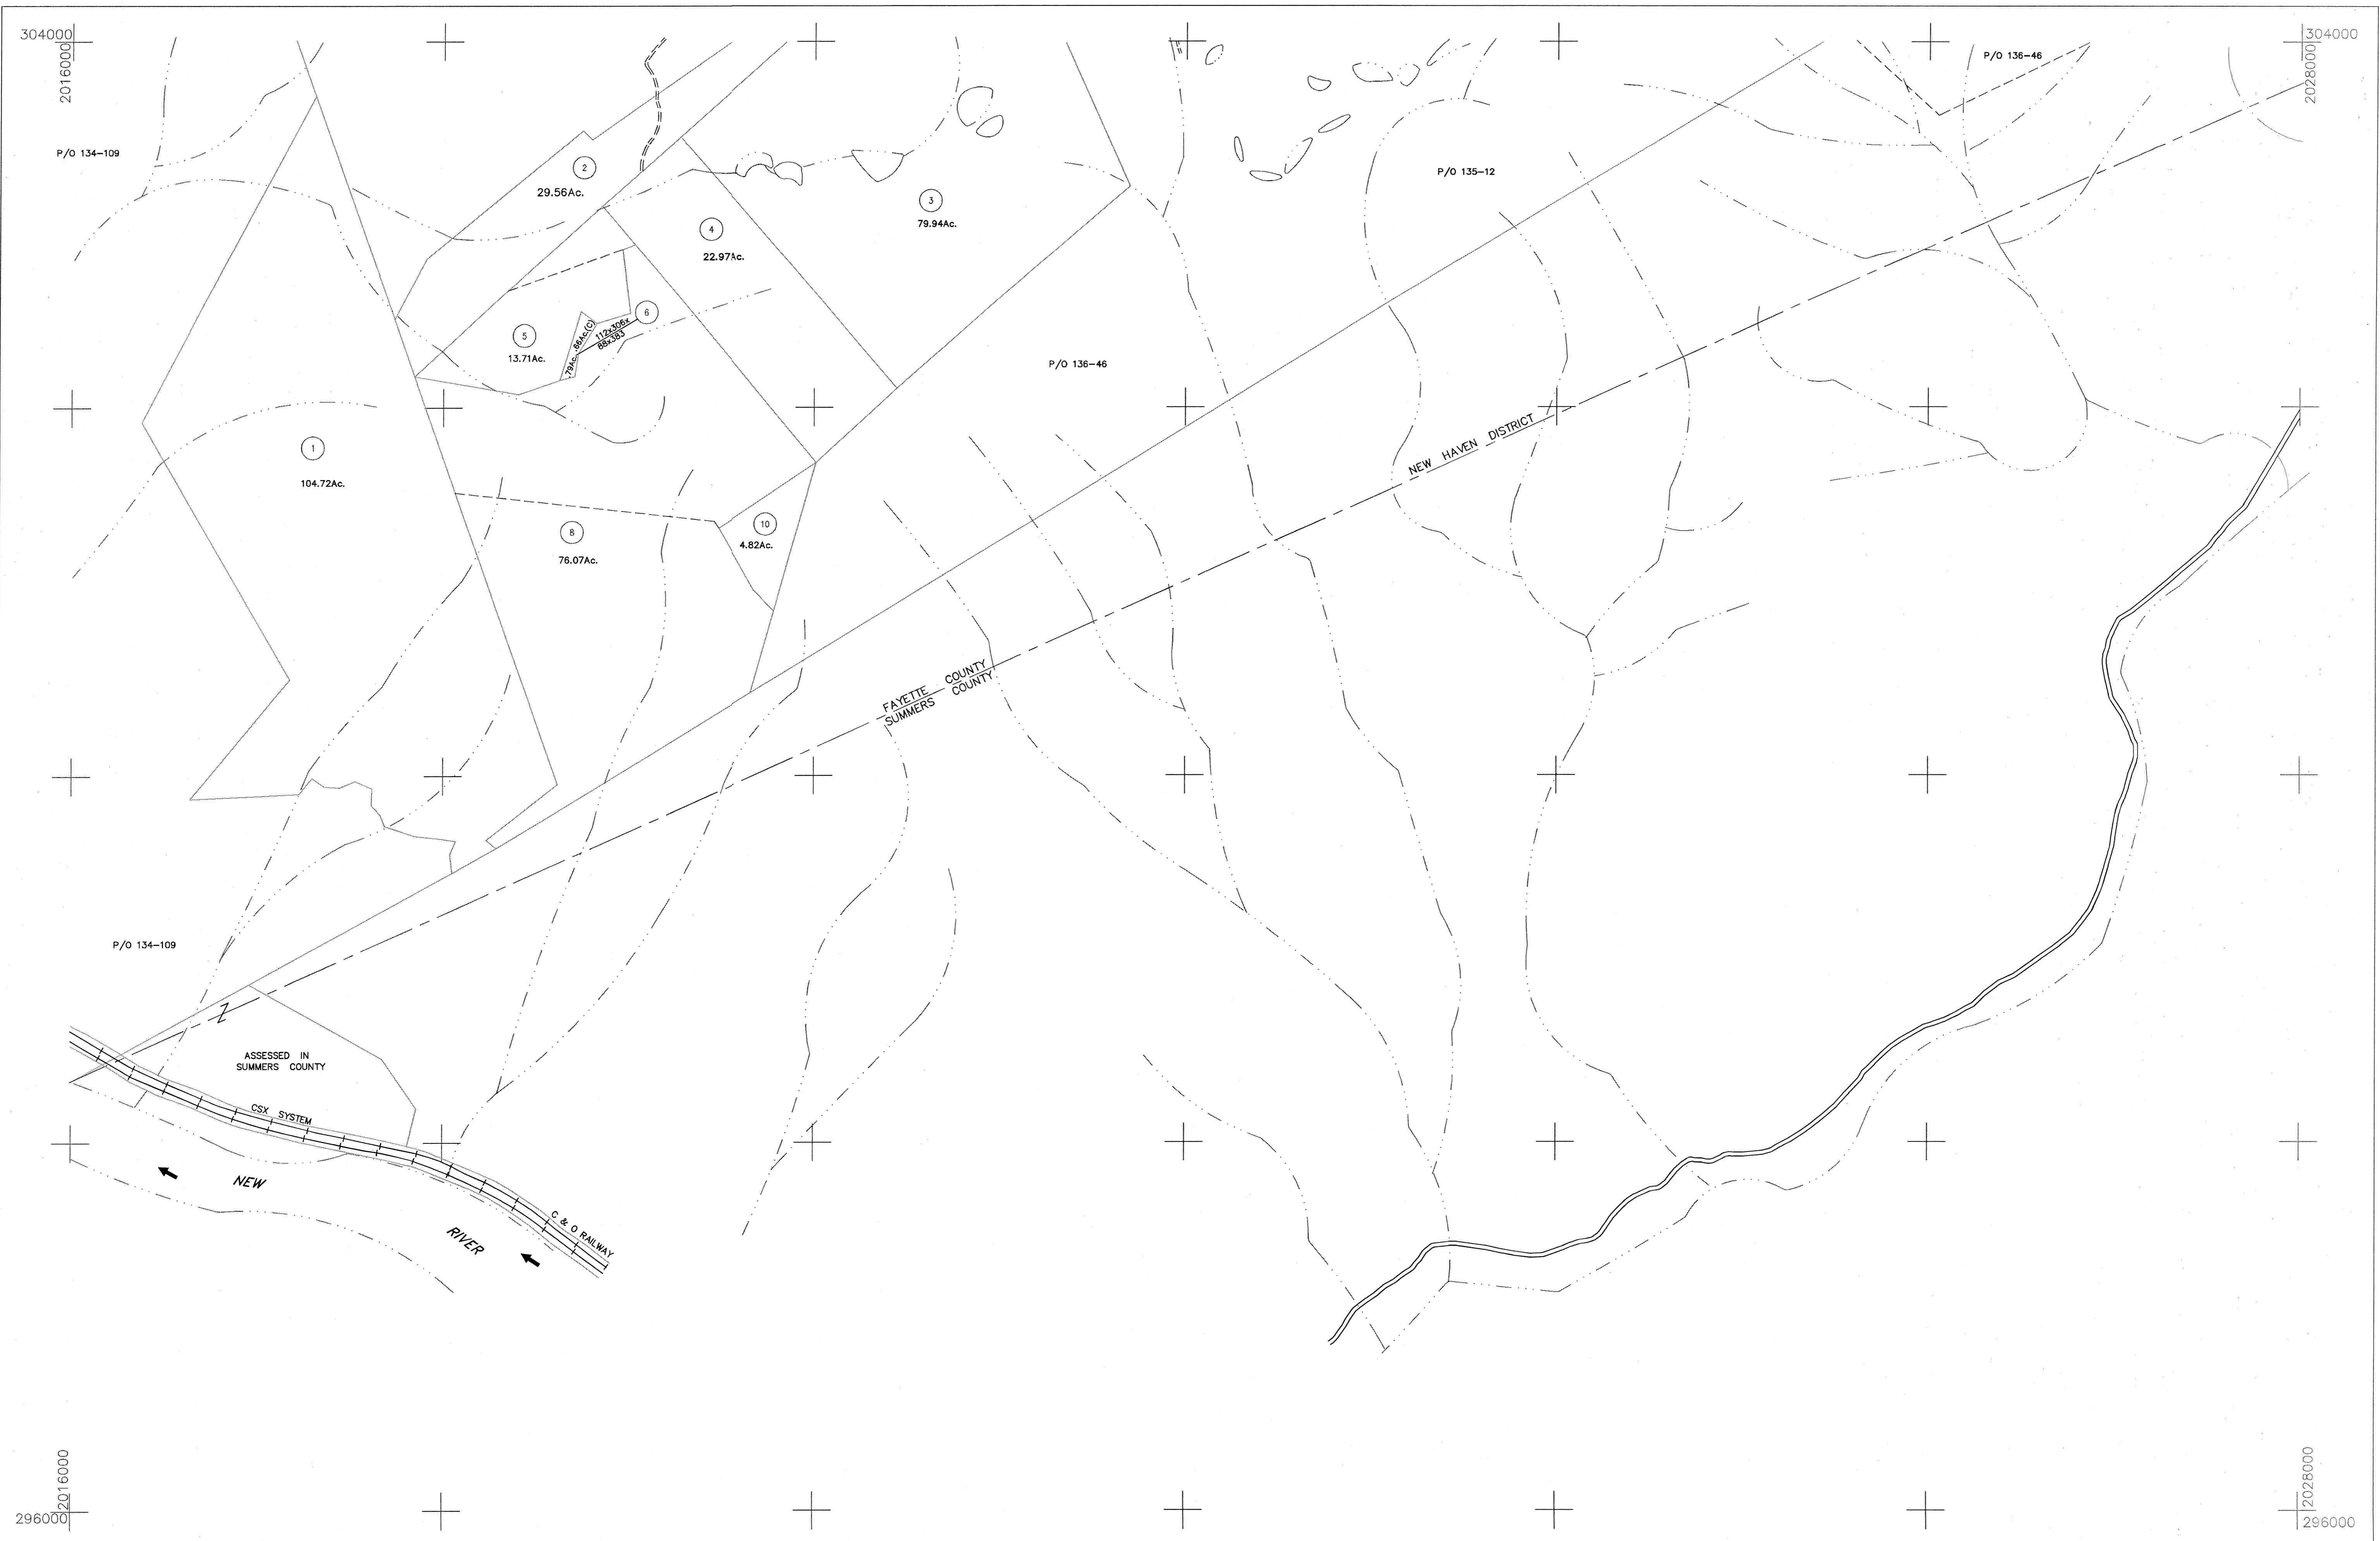 304000
2016000
304000
2028000
P/O 136-46
P/O 134-109
2
29.56Ac.
3
79.94Ac.
P/O 135-12
4
22.97Ac.
6
112x306x
88x383
.66Ac.(C)
.79Ac.
5
13.71Ac.
P/O 136-46
1
104.72Ac.
NEW HAVEN DISTRICT
8
76.07Ac.
10
4.82Ac.
FAYETTE COUNTY
SUMMERS COUNTY
P/O 134-109
ASSESSED IN
SUMMERS COUNTY
CSX SYSTEM
NEW
RIVER
C & O RAILWAY
2016000
296000
2028000
296000